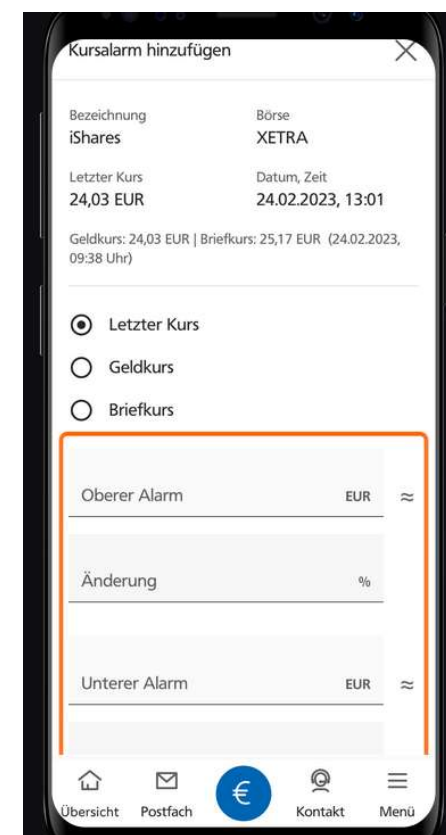 Kursalarm hinzufügen
Bezeichnung Börse
iShares XETRA
Letzter Kurs Datum, Zeit
24,03 EUR 24.02.2023, 13:01
Geldkurs: 24,03 EUR | Briefkurs: 25,17 EUR (24.02.2023,
09:38 Uhr)
Letzter Kurs
Geldkurs
Briefkurs
Oberer Alarm EUR ≈
Änderung %
Unterer Alarm EUR ≈
€
Übersicht Postfach Kontakt Menü